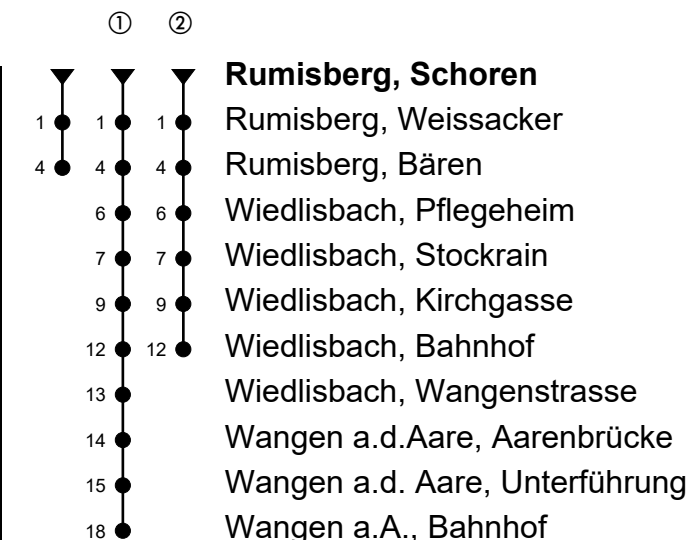 ① ②
Rumisberg, Schoren
1 1 1 Rumisberg, Weissacker
4 4 4 Rumisberg, Bären
6 6 Wiedlisbach, Pflegeheim
7 7 Wiedlisbach, Stockrain
9 9 Wiedlisbach, Kirchgasse
12 12 Wiedlisbach, Bahnhof
13 Wiedlisbach, Wangenstrasse
14 Wangen a.d.Aare, Aarenbrücke
15 Wangen a.d. Aare, Unterführung
18 Wangen a.A., Bahnhof